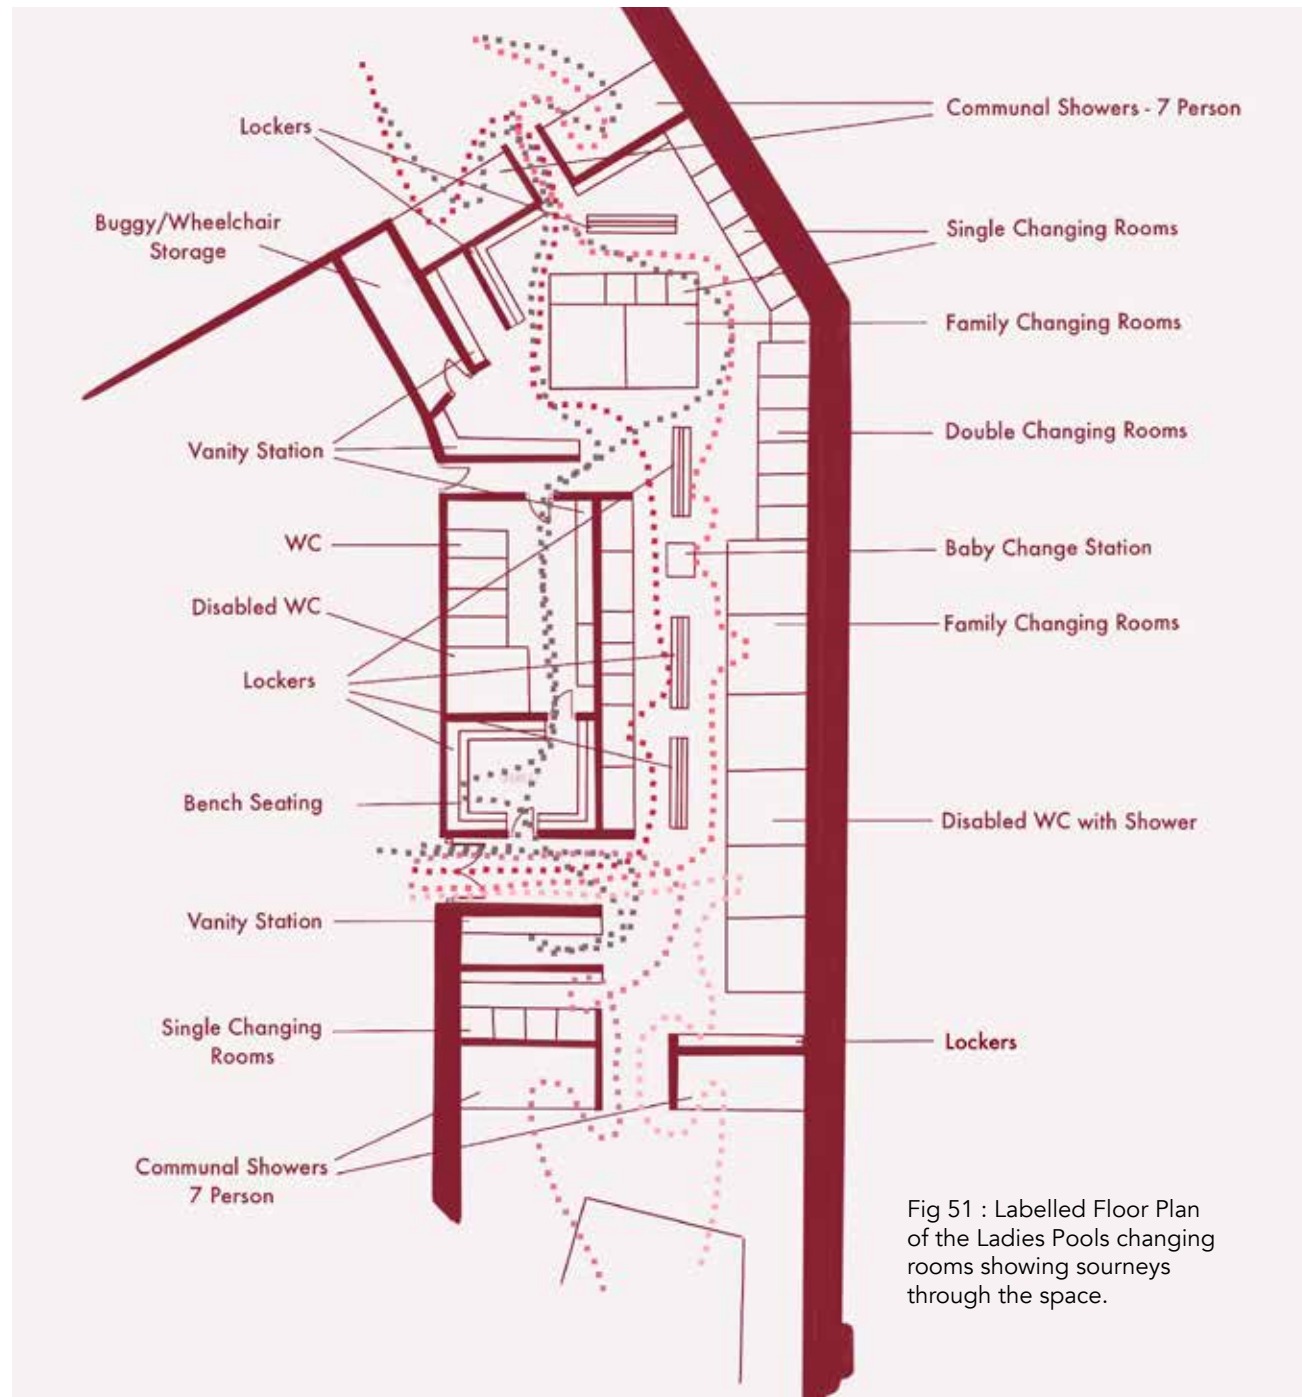 Lockers
Buggy/Wheelchair
Storage
Vanity Station
WC
Disabled WC
Lockers
Bench Seating
Vanity Station
Single Changing
Rooms
Communal Showers
7 Person
Communal Showers - 7 Person
Single Changing Rooms
Family Changing Rooms
Double Changing Rooms
Baby Change Station
Family Changing Rooms
Disabled WC with Shower
Lockers
Fig 51 : Labelled Floor Plan
of the Ladies Pools changing
rooms showing sourneys
through the space.